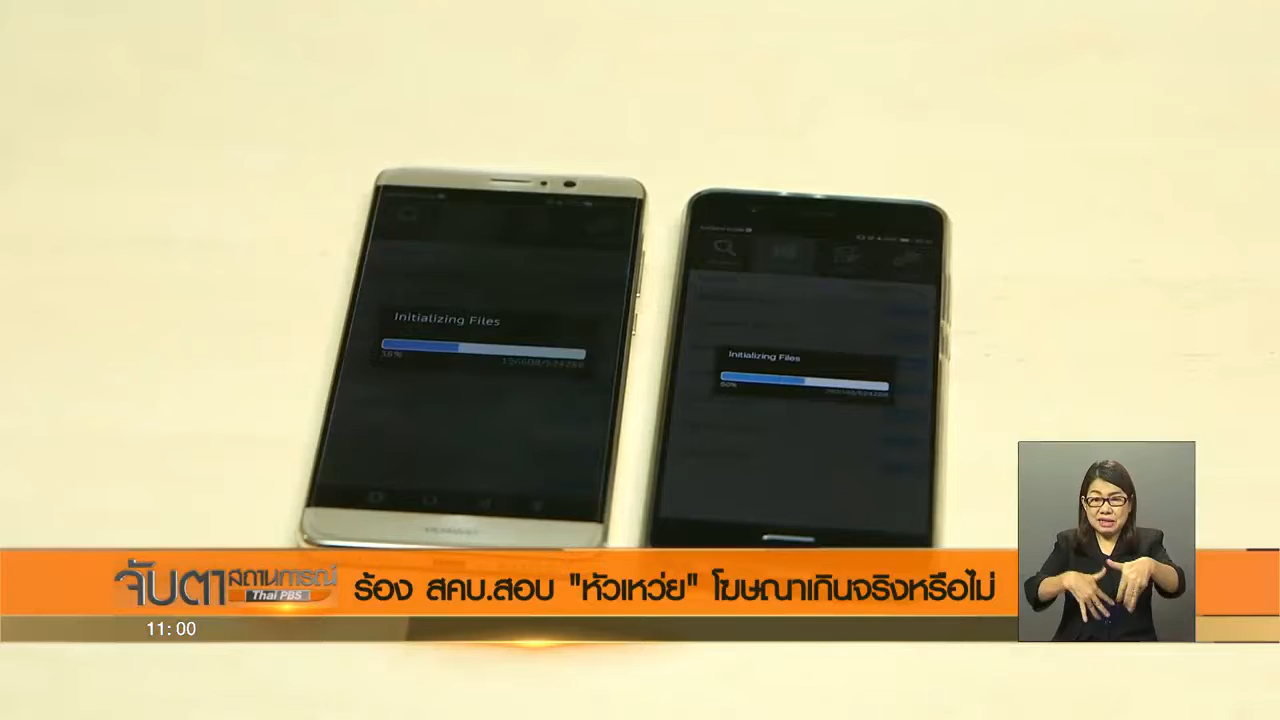 Initializing Files
38%
Initializing Files
HUAWEI
จับตา สถานการณ์
Thai PBS
ร้อง สคบ.สอบ "หัวเหว่ย" โฆษณาเกินจริงหรือไม่
11:00